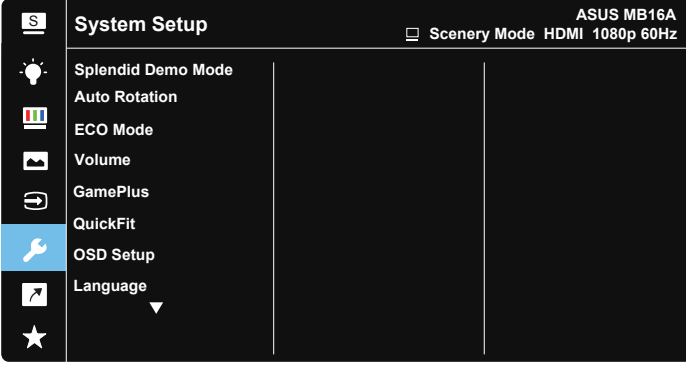 S
System Setup
ASUS MB16A
Scenery Mode HDMI 1080p 60Hz
Splendid Demo Mode
Auto Rotation
ECO Mode
Volume
GamePlus
QuickFit
OSD Setup
Language